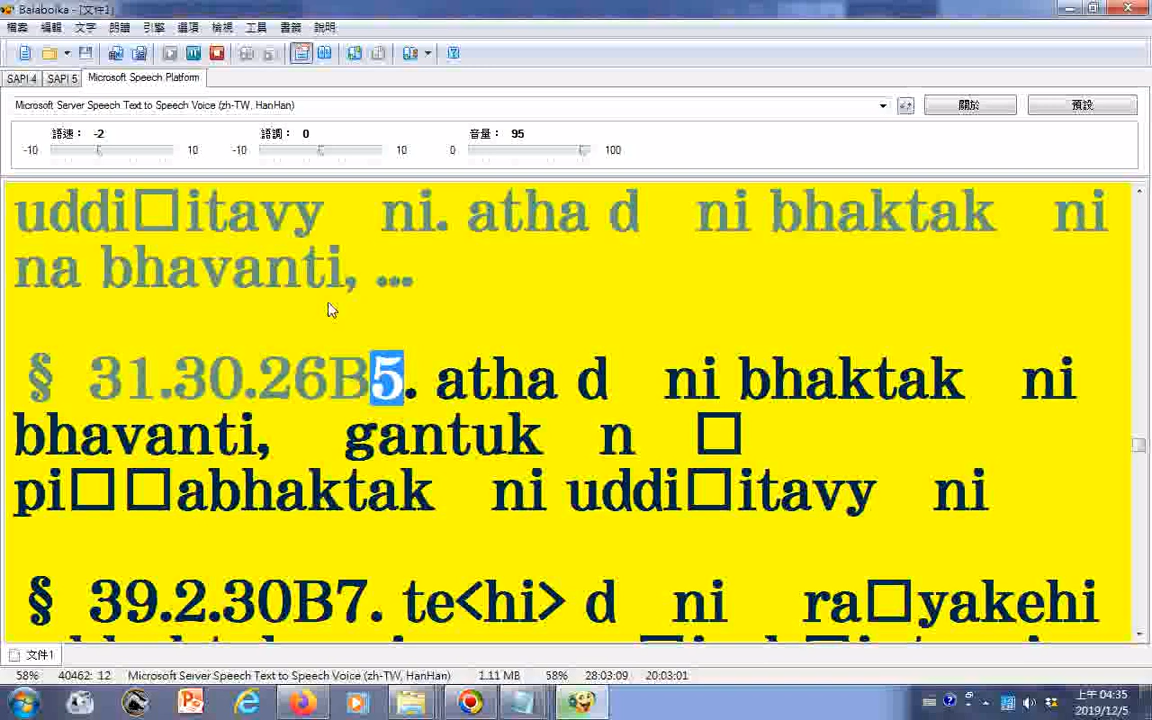 Balabolka - [文件1]
檔案 編輯 文字 朗讀 引擎 選項 檢視 工具 書籤 說明
SAPI 4 SAPI 5 Microsoft Speech Platform
Microsoft Server Speech Text to Speech Voice (zh-TW, HanHan) 關於 預設
語速： -2 語調： 0 音量： 95
-10 10 -10 10 0 100
uddi□itavy ni. atha d ni bhaktak ni
na bhavanti, ...
§ 31.30.26B5. atha d ni bhaktak ni
bhavanti, gantuk n □
pi□□abhaktak ni uddi□itavy ni
§ 39.2.30B7. te<hi> d ni ra□yakehi
文件1
58% 40462: 12 Microsoft Server Speech Text to Speech Voice (zh-TW, HanHan) 1.11 MB 58% 28:03:09 20:03:01
上午 04:35
2019/12/5